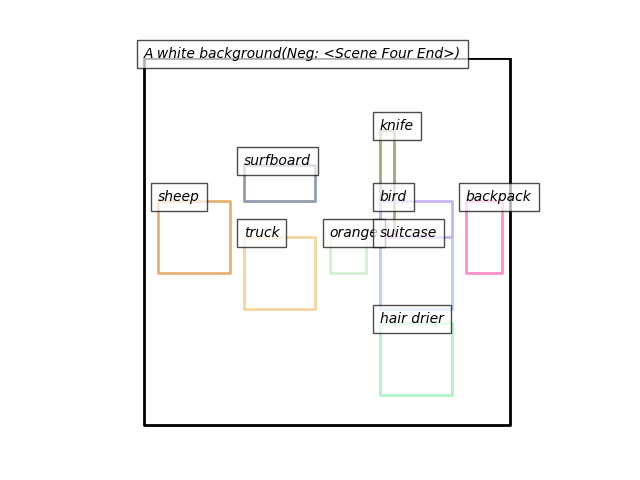 A white background(Neg: <Scene Four End>)
knife
surfboard
sheep
bird
backpack
truck
orange
suitcase
hair drier